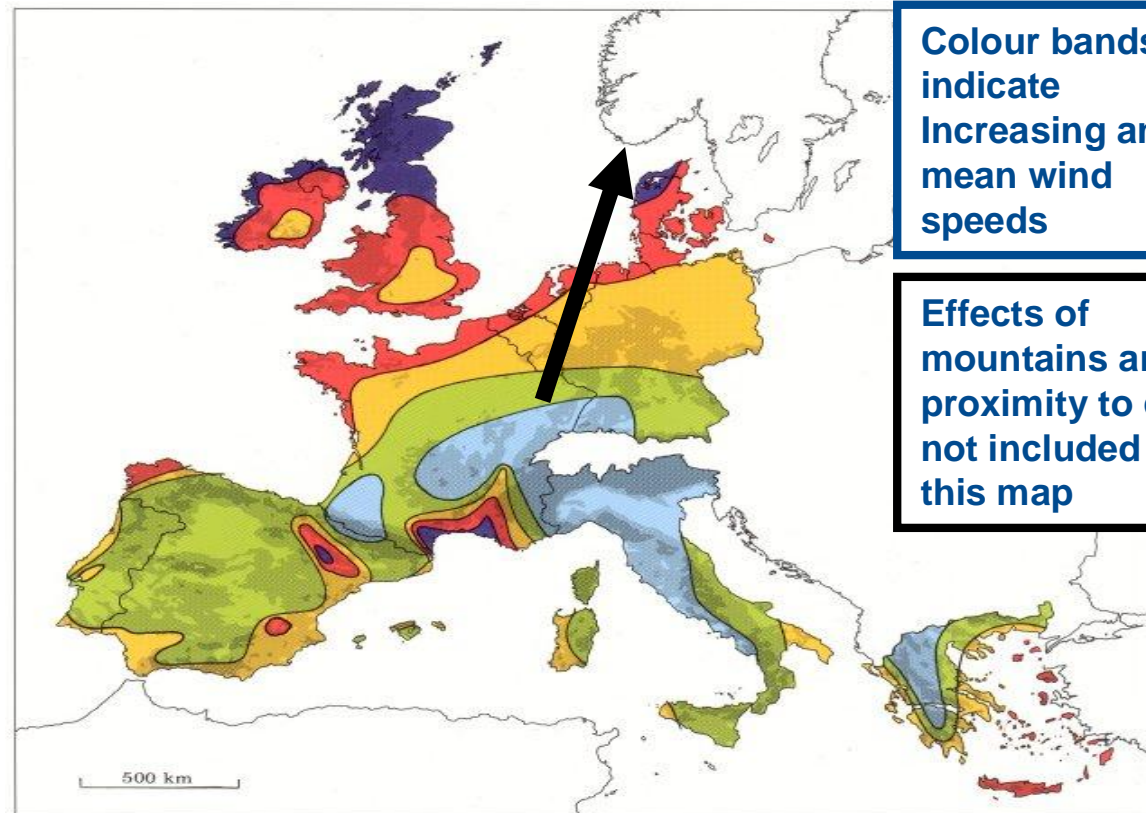 Colour bands
indicate
Increasing
mean wind
speeds
Effects of
mountains
proximity to
not included
this map
500 km